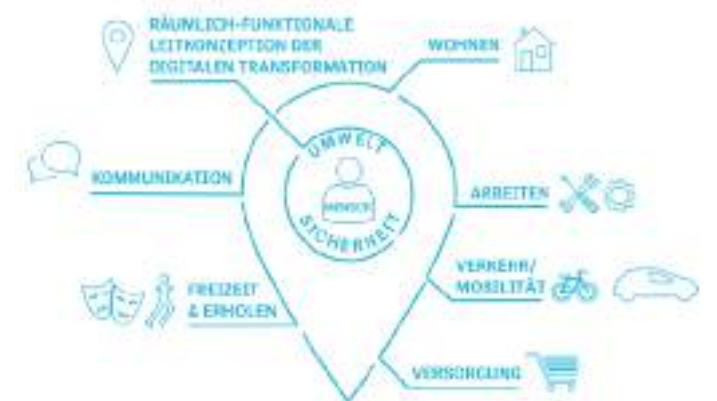 RÄUMLICH-FUNKTIONALE
LEITKONZEPTION DER
DIGITALEN TRANSFORMATION
WOHNEN
UMWELT
KOMMUNIKATION
MENSCH
ARBEITEN
SICHERHEIT
VERKEHR/
MOBILITÄT
FREIZEIT
& ERHOLEN
VERSORGUNG